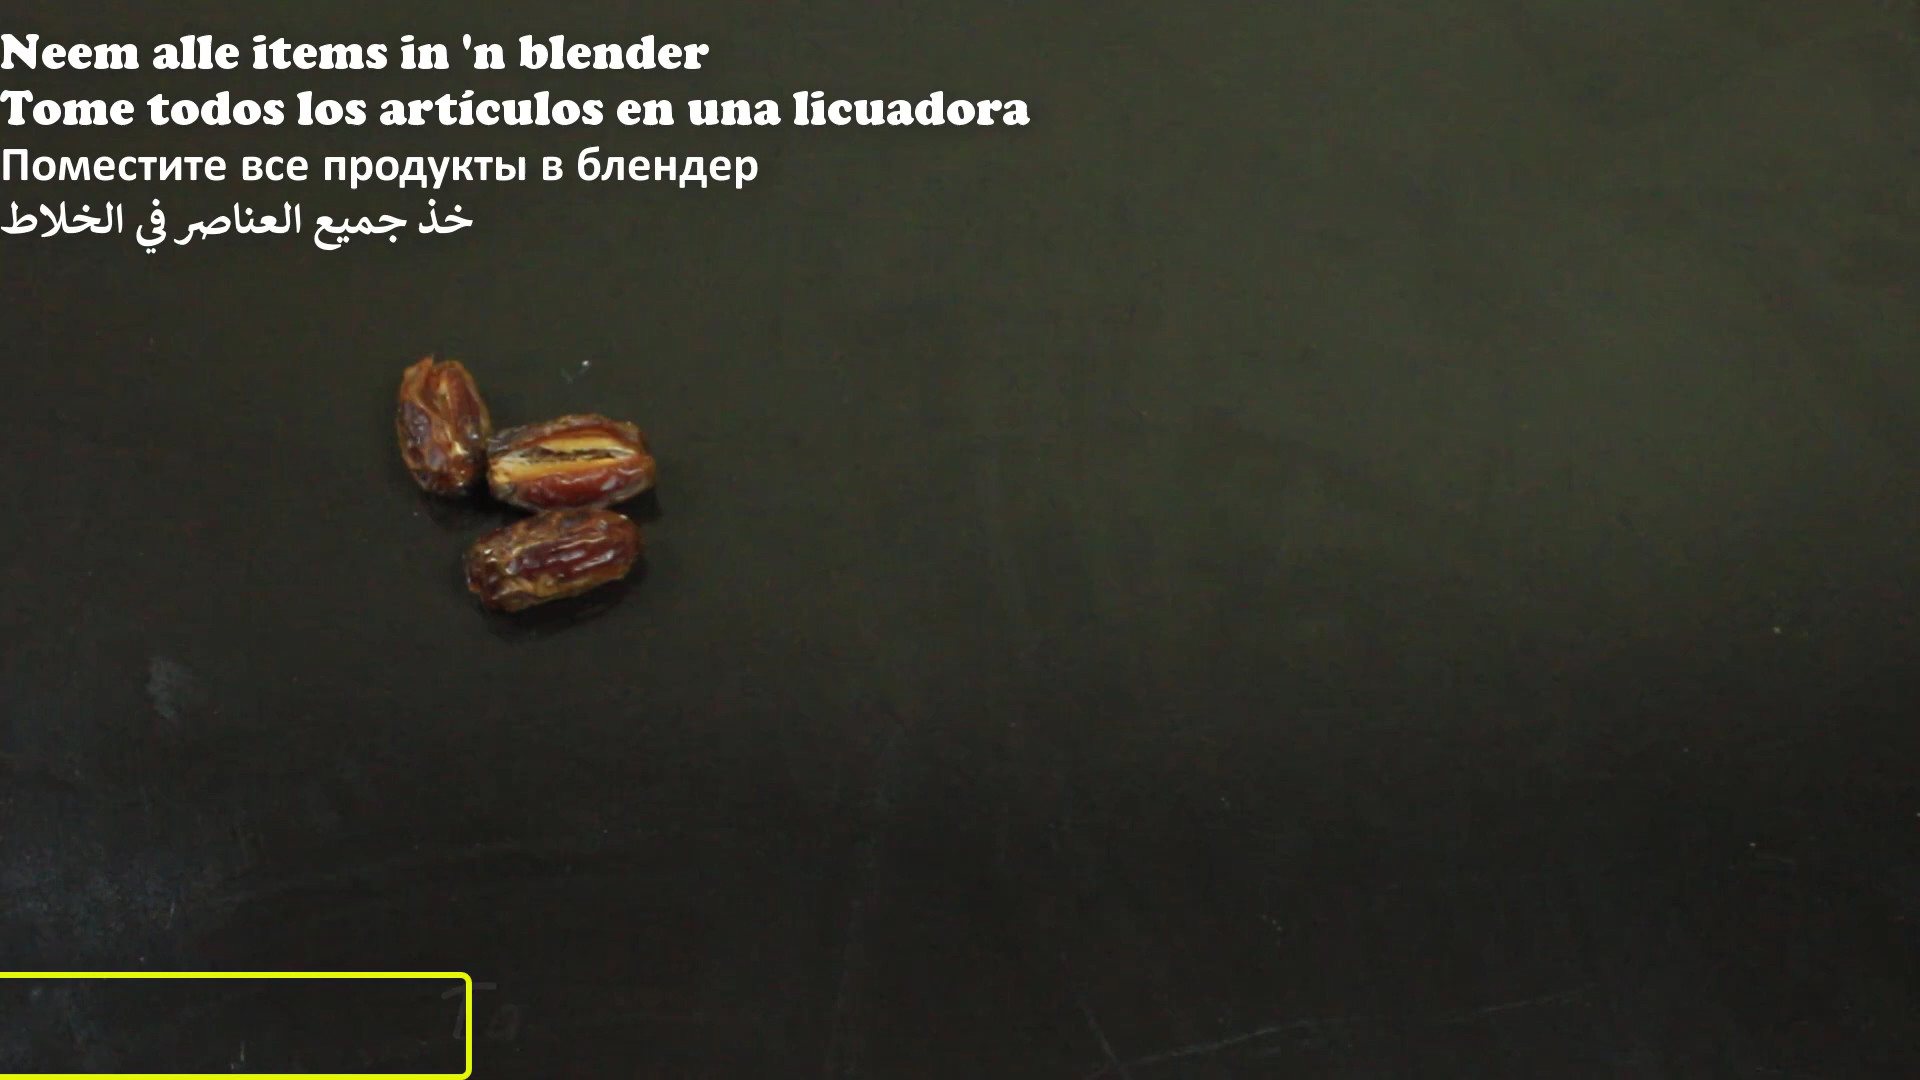 Neem alle items in 'n blender
Tome todos los artículos en una licuadora
Поместите все продукты в блендер
خذ جميع العناصر في الخلاط
Ta